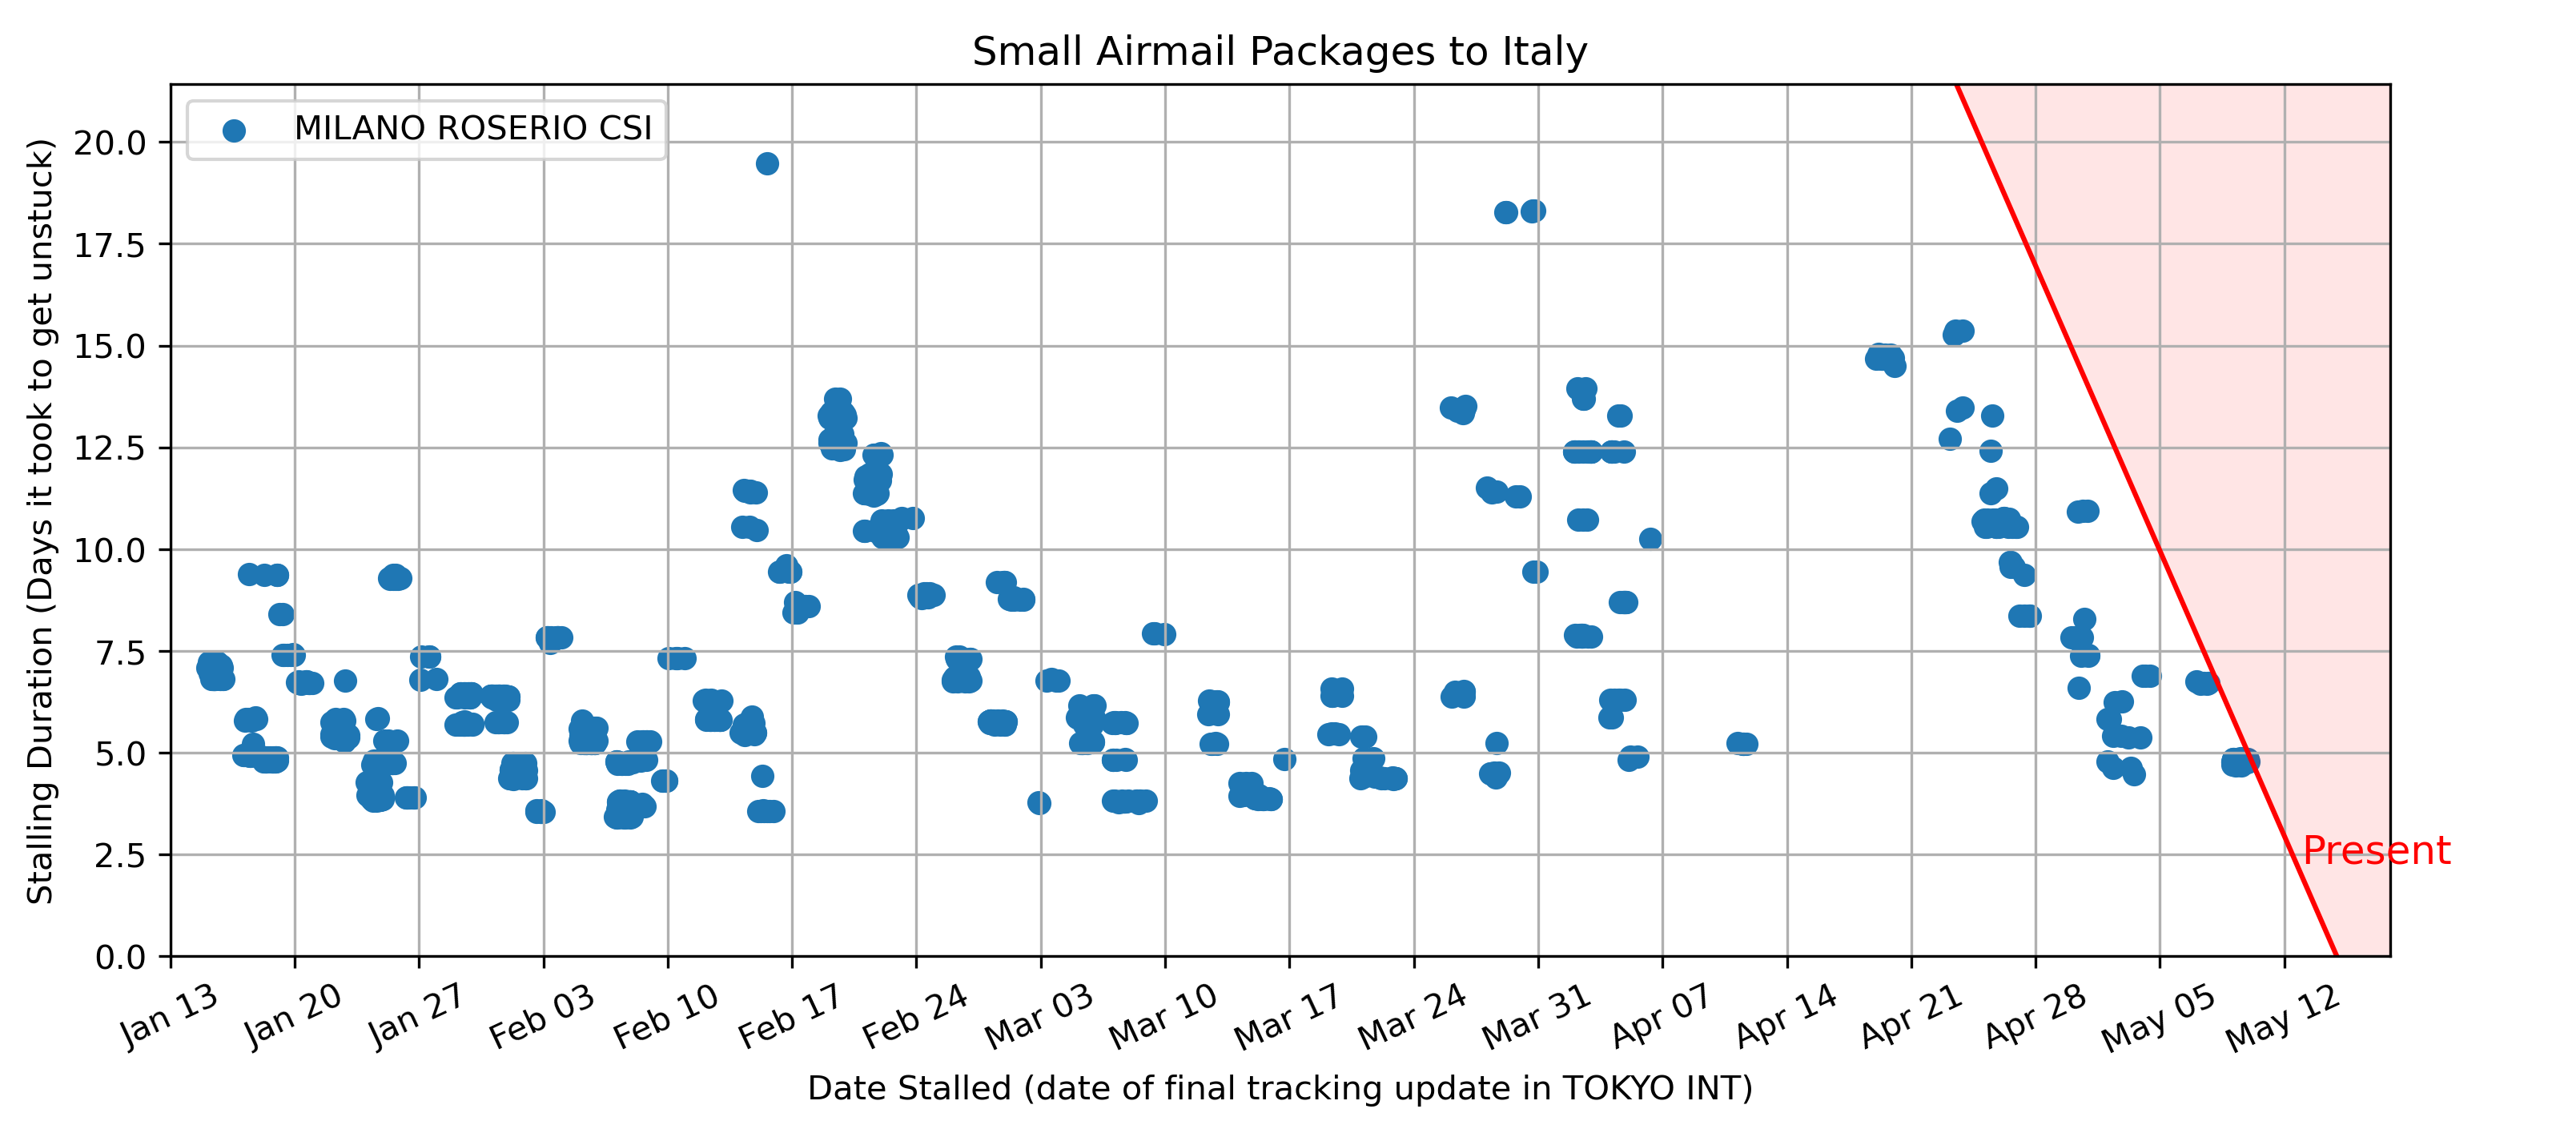 Small Airmail Packages to Italy
MILANO ROSERIO CSI
Stalling Duration (Days it took to get unstuck)
20.0
17.5
15.0
12.5
10.0
7.5
5.0
2.5
0.0
Present
Jan 13 Jan 20 Jan 27 Feb 03 Feb 10 Feb 17 Feb 24 Mar 03 Mar 10 Mar 17 Mar 24 Mar 31 Apr 07 Apr 14 Apr 21 Apr 28 May 05 May 12
Date Stalled (date of final tracking update in TOKYO INT)